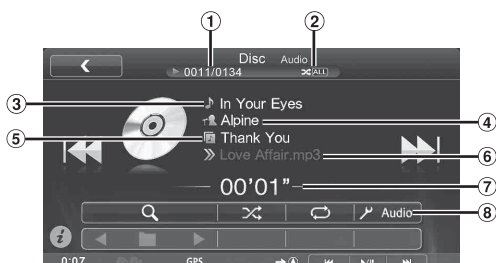 1 2
Disc Audio
0011/0134 ALL
3 In Your Eyes
Alpine 4
5 Thank You
Love Affair.mp3 6
00'01" 7
Audio 8
i
0:07 GPS